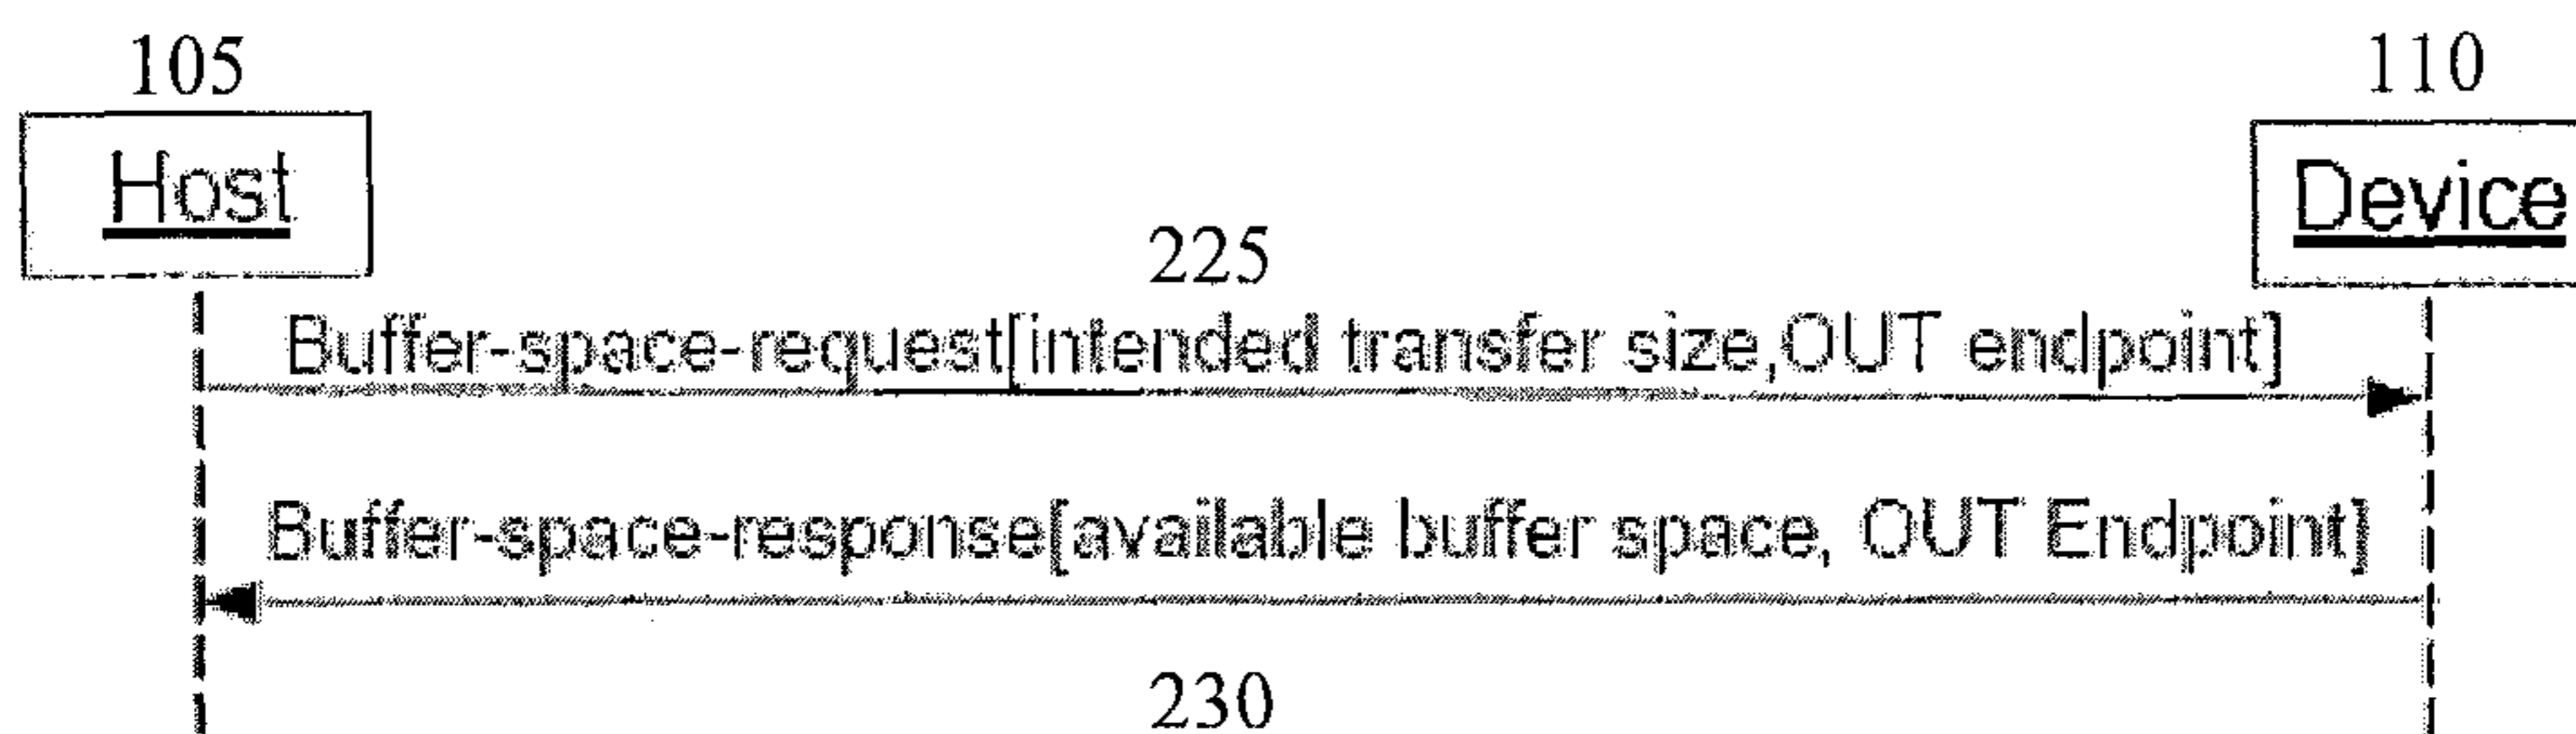 105
110
Host
Device
225
Buffer-space-request[intended transfer size,OUT endpoint]
Buffer-space-response[available buffer space, OUT Endpoint]
230